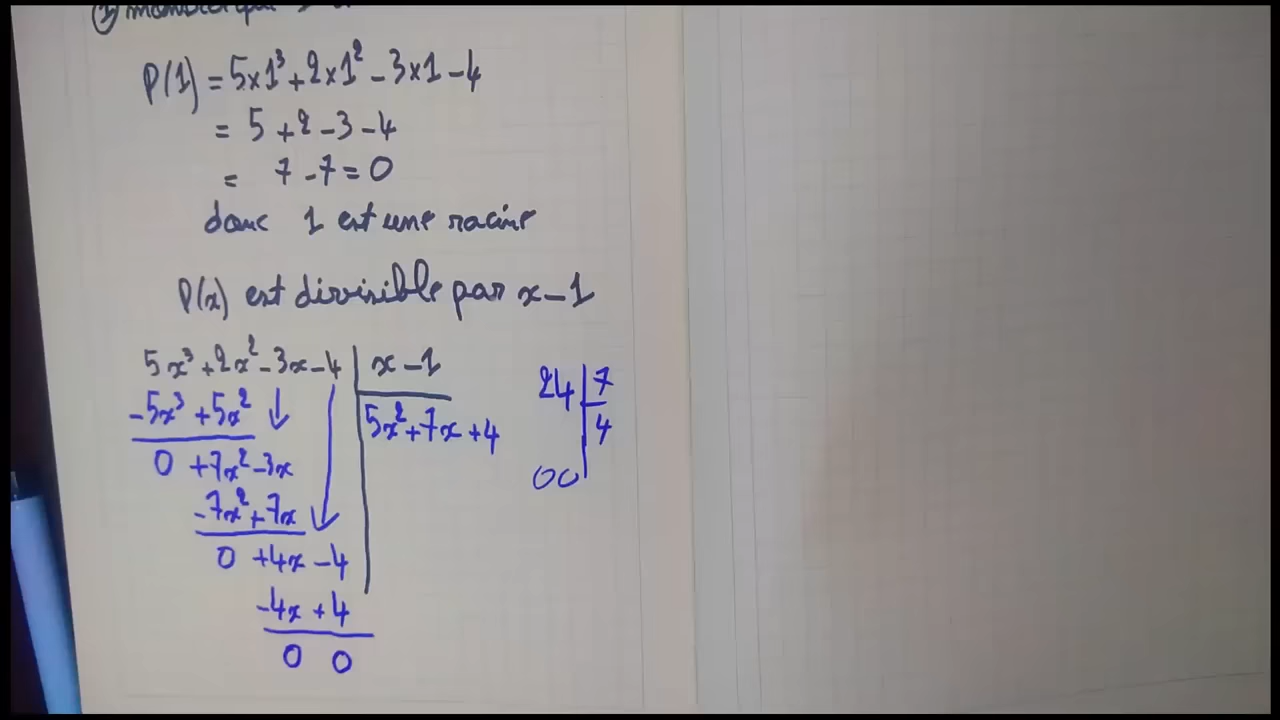 ①
P(1) = 5×1³ + 2×1² - 3×1 - 4
= 5 + 2 - 3 - 4
= 7 - 7 = 0
donc 1 est une racine
P(x) est divisible par x - 1
5x³ + 2x² - 3x - 4 | x - 1
- 5x³ + 5x² ↓
5x² + 7x + 4
0 + 7x² - 3x
- 7x² + 7x
0 + 4x - 4
- 4x + 4
0 0
24 | 7
4
00